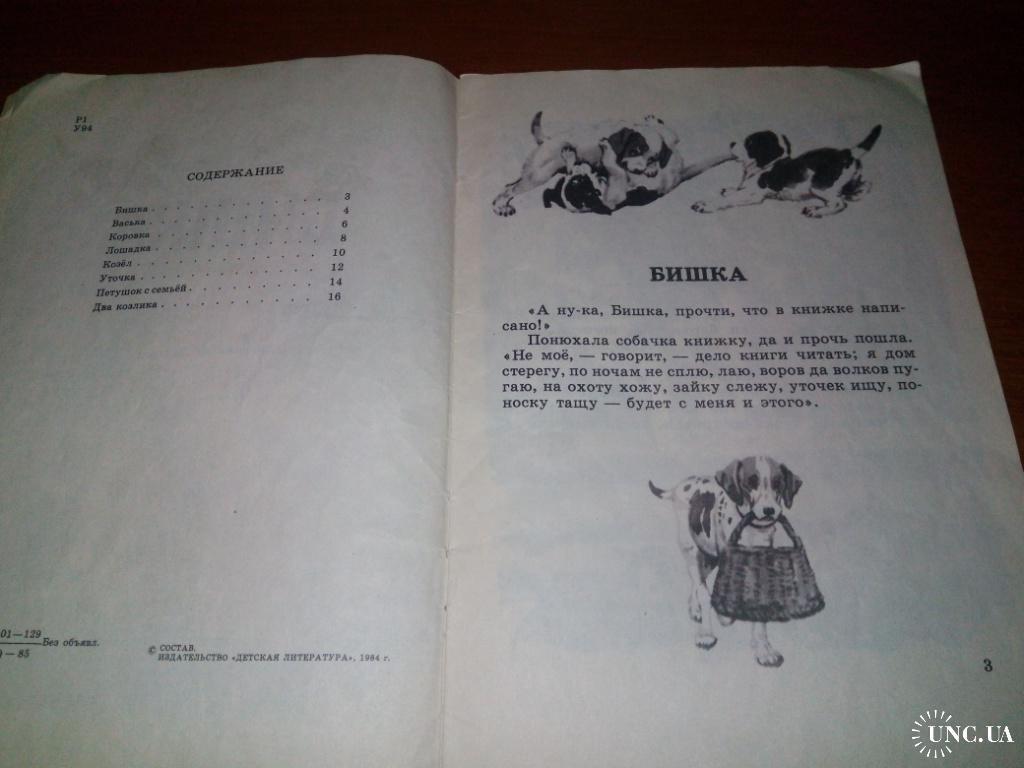 Р1
У94
СОДЕРЖАНИЕ
Бишка . . . . . . . . . . . . 3
Васька . . . . . . . . . . . . 4
Коровка . . . . . . . . . . . . 6
Лошадка . . . . . . . . . . . . 8
Козёл . . . . . . . . . . . . 10
Уточка . . . . . . . . . . . . 12
Петушок с семьёй . . . . . . . . . . 14
Два козлика . . . . . . . . . . . 16
01—129
— 85
Без объявл.
© СОСТАВ.
ИЗДАТЕЛЬСТВО «ДЕТСКАЯ ЛИТЕРАТУРА», 1984 г.
БИШКА
«А ну-ка, Бишка, прочти, что в книжке напи-
сано!»
Понюхала собачка книжку, да и прочь пошла.
«Не моё, — говорит, — дело книги читать; я дом
стерегу, по ночам не сплю, лаю, воров да волков пу-
гаю, на охоту хожу, зайку слежу, уточек ищу, по-
носку тащу — будет с меня и этого».
3
UNC.UA